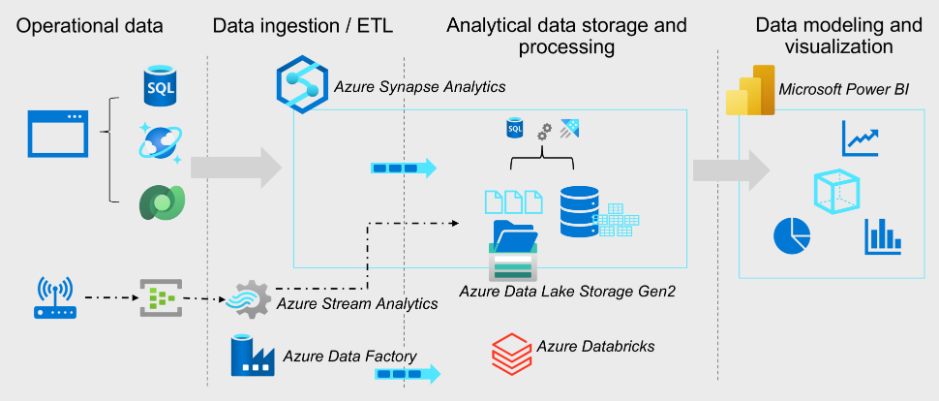 Operational data
Data ingestion / ETL
Analytical data storage and
processing
Data modeling and
visualization
Azure Synapse Analytics
Microsoft Power BI
SQL
SQL
Azure Stream Analytics
Azure Data Lake Storage Gen2
Azure Data Factory
Azure Databricks